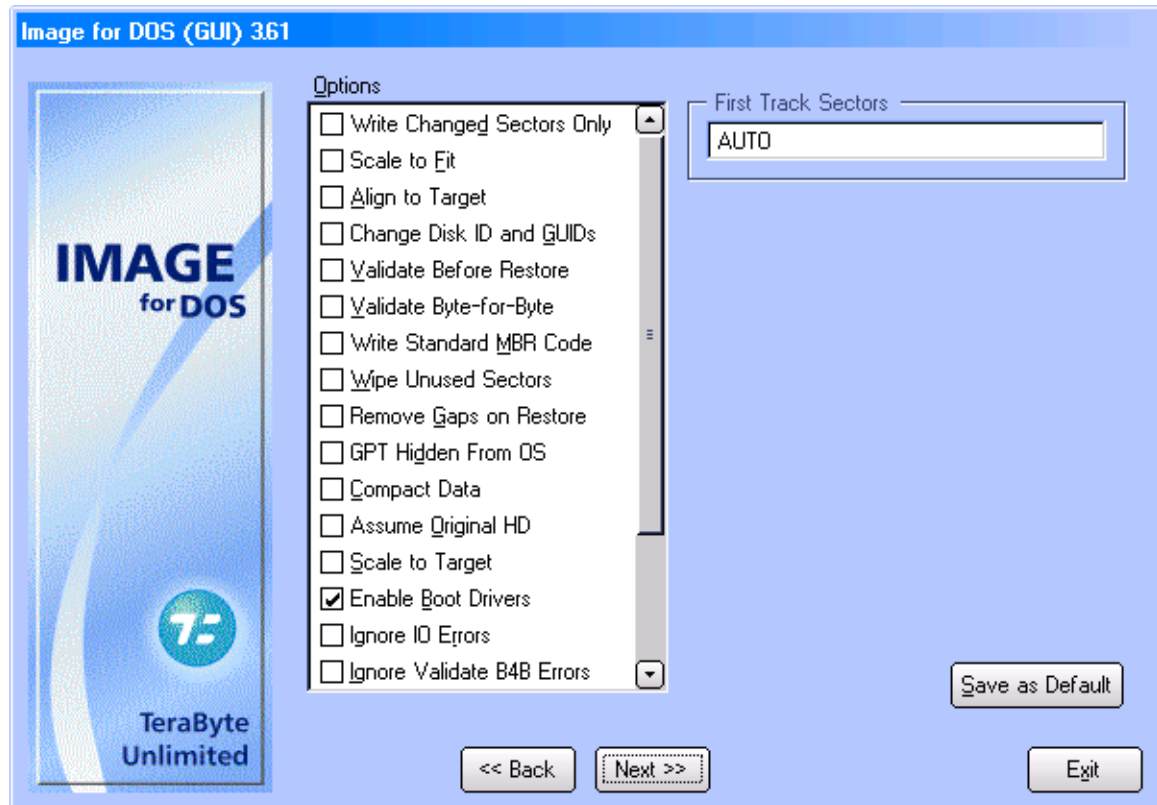 Image for DOS (GUI) 3.61
IMAGE
for DOS
TeraByte
Unlimited
Options
Write Changed Sectors Only
Scale to Fit
Align to Target
Change Disk ID and GUIDs
Validate Before Restore
Validate Byte-for-Byte
Write Standard MBR Code
Wipe Unused Sectors
Remove Gaps on Restore
GPT Hidden From OS
Compact Data
Assume Original HD
Scale to Target
Enable Boot Drivers
Ignore IO Errors
Ignore Validate B4B Errors
First Track Sectors
AUTO
Save as Default
<< Back
Next >>
Exit